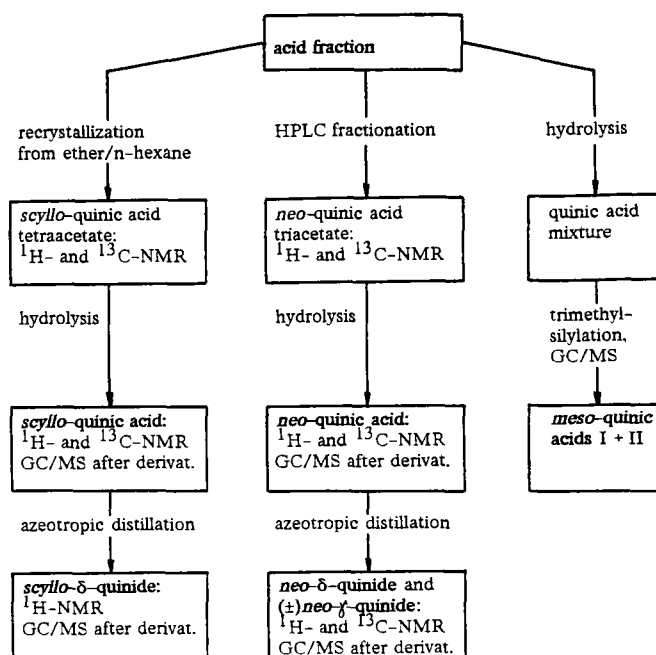 acid fraction
recrystallization
from ether/n-hexane
HPLC fractionation
hydrolysis
scyllo-quinic acid
tetraacetate:
¹H- and ¹³C-NMR
neo-quinic acid
triacetate:
¹H- and ¹³C-NMR
quinic acid
mixture
hydrolysis
hydrolysis
trimethyl-
silylation,
GC/MS
scyllo-quinic acid:
¹H- and ¹³C-NMR
GC/MS after derivat.
neo-quinic acid:
¹H- and ¹³C-NMR
GC/MS after derivat.
meso-quinic
acids I + II
azeotropic distillation
azeotropic distillation
scyllo-δ-quinide:
¹H-NMR
GC/MS after derivat.
neo-δ-quinide and
(±)neo-γ-quinide:
¹H- and ¹³C-NMR
GC/MS after derivat.